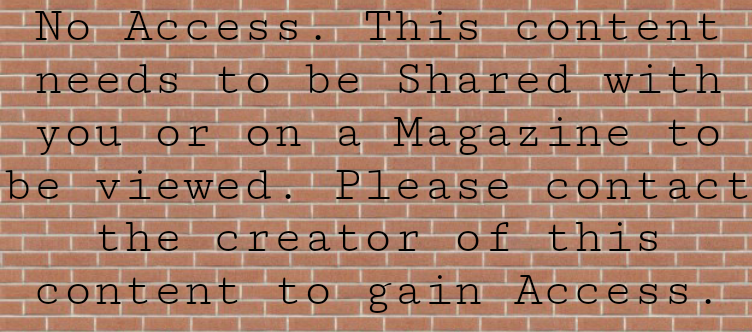 No Access. This content
needs to be Shared with
you or on a Magazine to
be viewed. Please contact
the creator of this
content to gain Access.